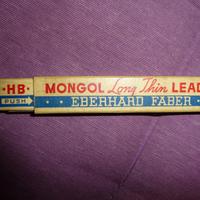 ·HB· MONGOL Long Thin LEAD
PUSH EBERHARD FABER